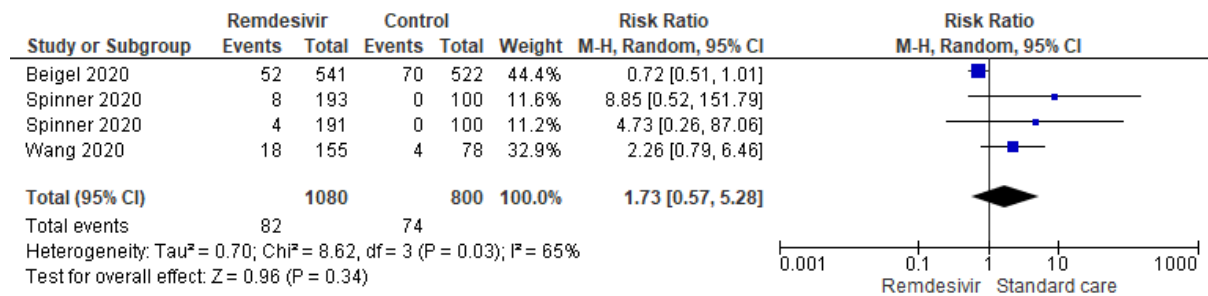 Remdesivir Control Risk Ratio Risk Ratio
Study or Subgroup Events Total Events Total Weight M-H, Random, 95% CI M-H, Random, 95% CI
Beigel 2020 52 541 70 522 44.4% 0.72 [0.51, 1.01]
Spinner 2020 8 193 0 100 11.6% 8.85 [0.52, 151.79]
Spinner 2020 4 191 0 100 11.2% 4.73 [0.26, 87.06]
Wang 2020 18 155 4 78 32.9% 2.26 [0.79, 6.46]
Total (95% CI) 1080 800 100.0% 1.73 [0.57, 5.28]
Total events 82 74
Heterogeneity: Tau² = 0.70; Chi² = 8.62, df = 3 (P = 0.03); I² = 65%
Test for overall effect: Z = 0.96 (P = 0.34)
0.001 0.1 1 10 1000
Remdesivir Standard care